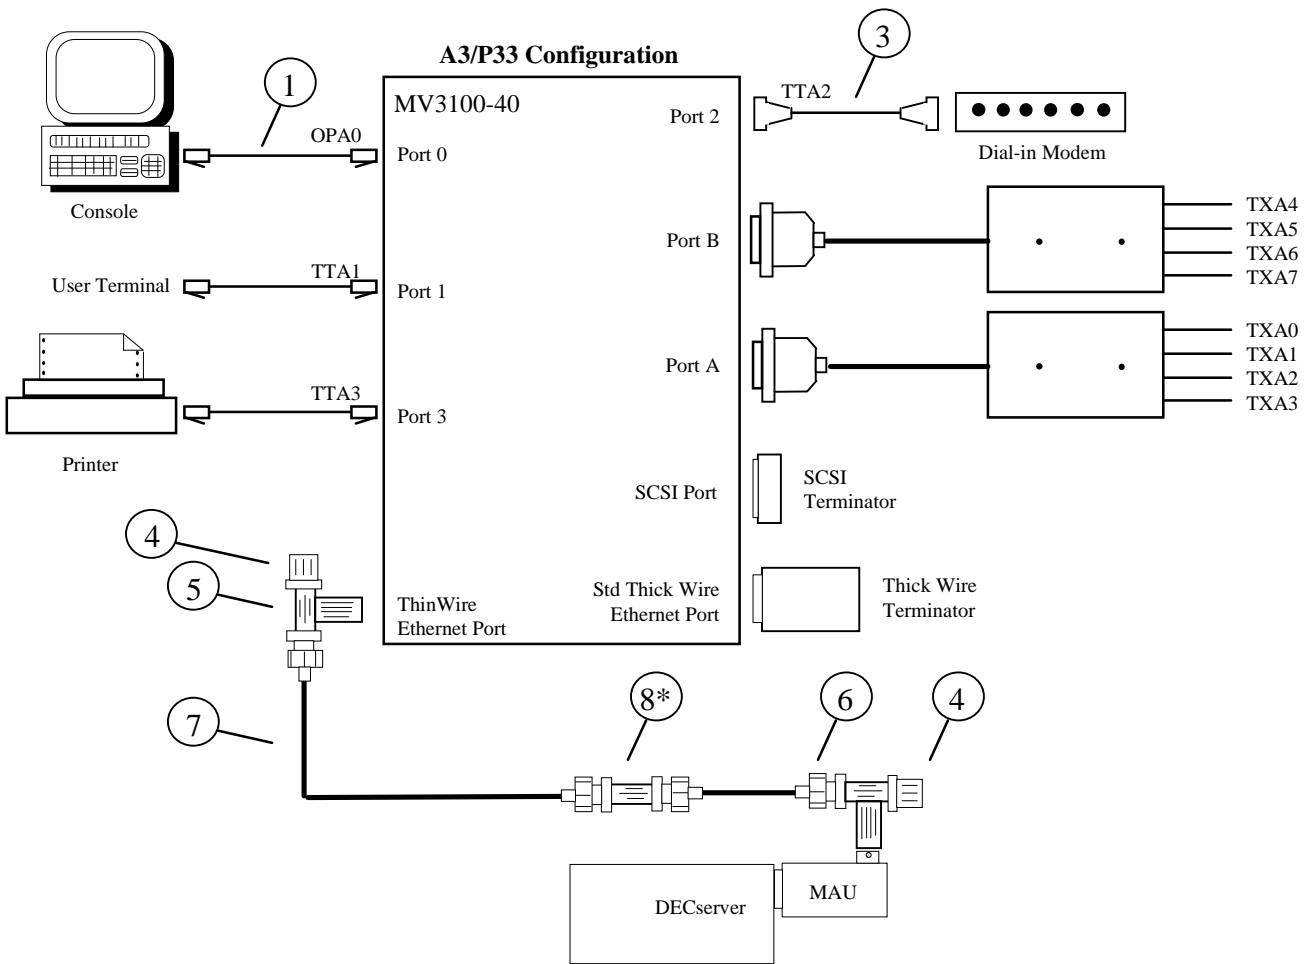 A3/P33 Configuration
1
3
MV3100-40
OPA0
Port 0
Console
Port 2
TTA2
Dial-in Modem
User Terminal
TTA1
Port 1
Port B
TXA4
TXA5
TXA6
TXA7
Printer
TTA3
Port 3
Port A
TXA0
TXA1
TXA2
TXA3
SCSI Port
SCSI
Terminator
4
5
ThinWire
Ethernet Port
Std Thick Wire
Ethernet Port
Thick Wire
Terminator
7
8*
6
4
DECserver
MAU